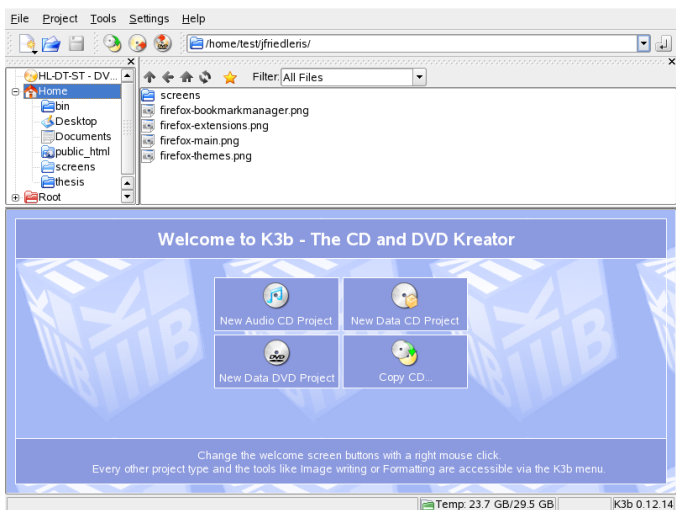 File Project Tools Settings Help
/home/test/jfriedleris/
HL-DT-ST - DV...
Home
bin
Desktop
Documents
public_html
screens
thesis
Root
Filter: All Files
screens
firefox-bookmarkmanager.png
firefox-extensions.png
firefox-main.png
firefox-themes.png
Welcome to K3b - The CD and DVD Kreator
New Audio CD Project
New Data CD Project
New Data DVD Project
Copy CD...
Change the welcome screen buttons with a right mouse click.
Every other project type and the tools like Image writing or Formatting are accessible via the K3b menu.
Temp: 23.7 GB/29.5 GB
K3b 0.12.14